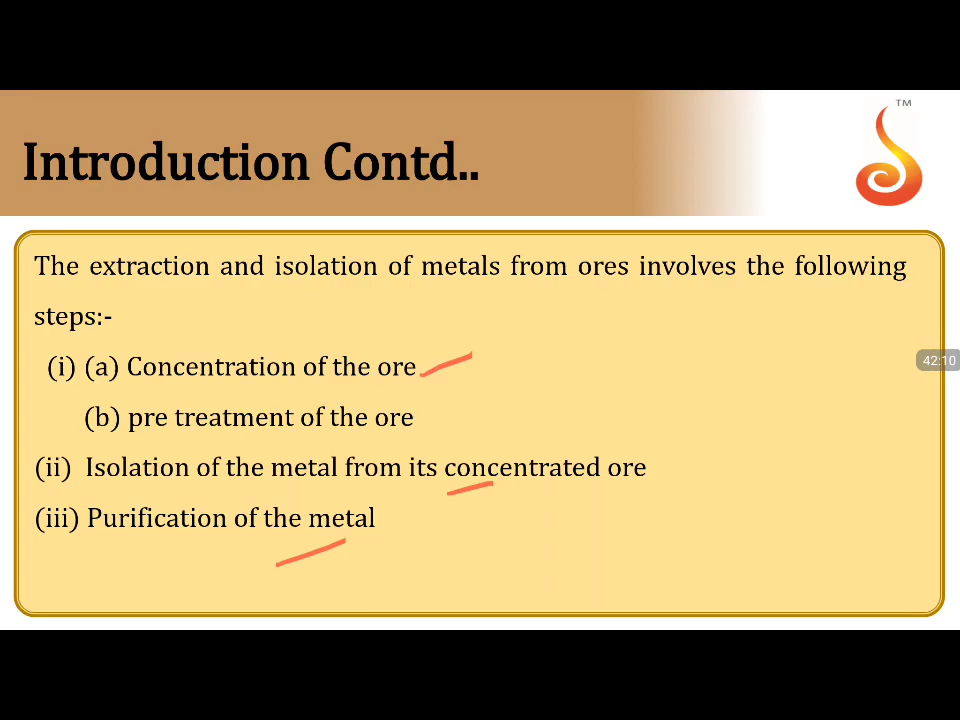 TM
Introduction Contd..
The extraction and isolation of metals from ores involves the following
steps:-
(i) (a) Concentration of the ore
(b) pre treatment of the ore
42:10
(ii) Isolation of the metal from its concentrated ore
(iii) Purification of the metal